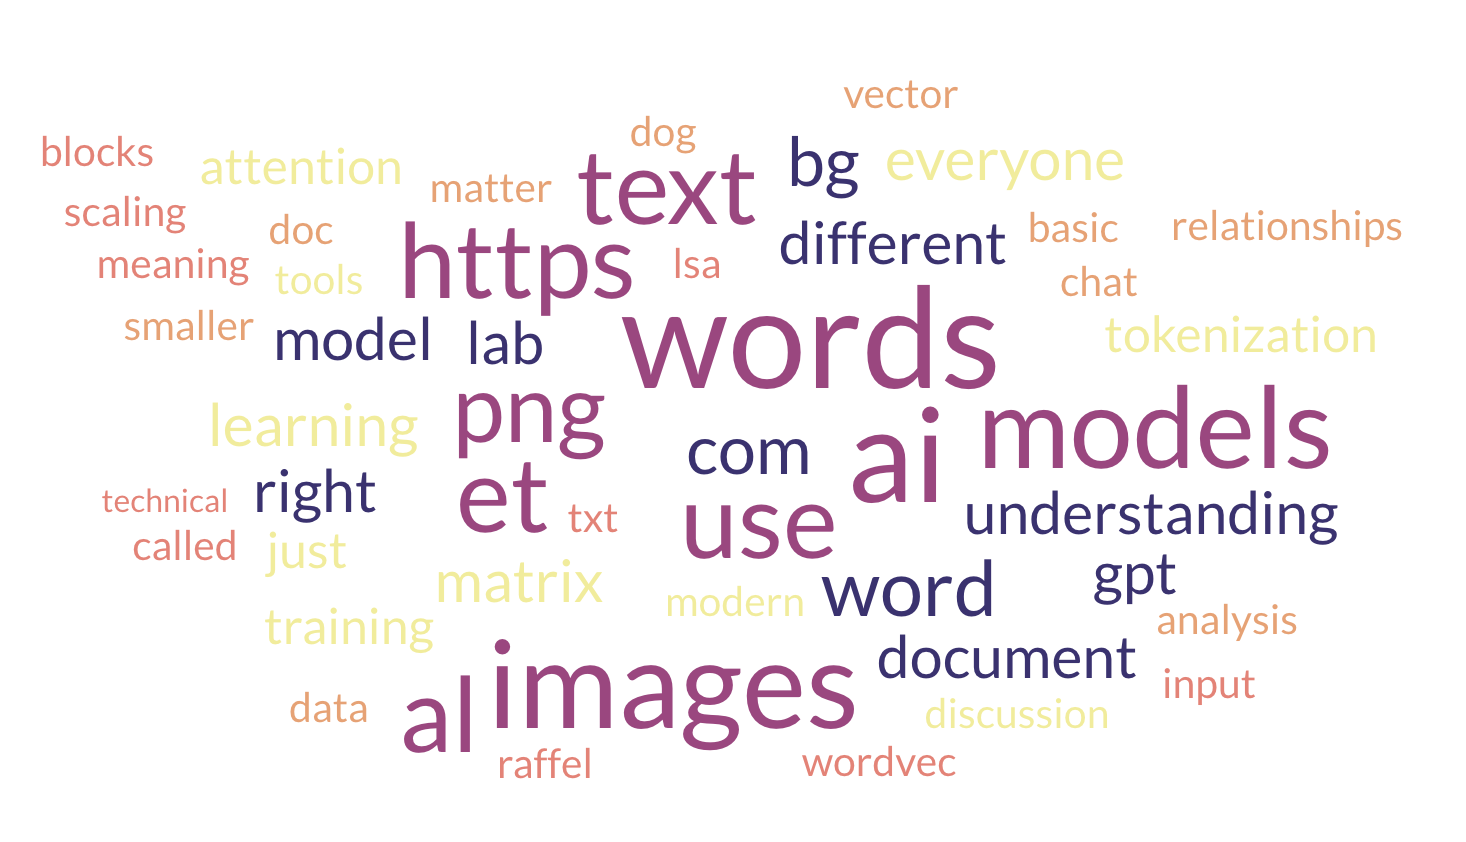 vector
dog
blocks
attention
text
bg
everyone
matter
scaling
doc
https
different
basic
relationships
meaning
tools
lsa
chat
smaller
model
lab
words
tokenization
learning
png
com
ai
models
right
et
use
understanding
technical
txt
called
just
matrix
modern
word
gpt
training
images
document
analysis
data
al
discussion
input
raffel
wordvec